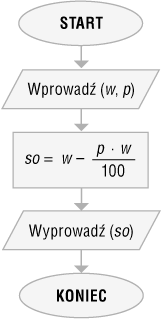 START
Wprowadź (w, p)
so = w − p · w / 100
Wyprowadź (so)
KONIEC